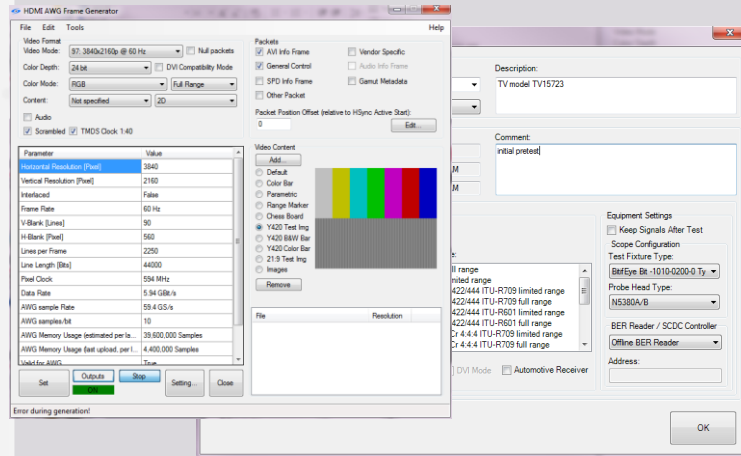 HDMI AWG Frame Generator
File Edit Tools Help
Video Format
Video Mode: 97: 3840x2160p @ 60 Hz Null packets
Color Depth: 24 bit DVI Compatibility Mode
Color Mode: RGB Full Range
Content: Not specified 2D
Audio
Scrambled TMDS Clock 1:40
Packets
AVI Info Frame Vendor Specific
General Control Audio Info Frame
SPD Info Frame Gamut Metadata
Other Packet
Packet Position Offset (relative to HSync Active Start):
0 Edit...
Parameter Value
Horizontal Resolution [Pixel] 3840
Vertical Resolution [Pixel] 2160
Interlaced False
Frame Rate 60 Hz
V-Blank [Lines] 90
H-Blank [Pixel] 560
Lines per Frame 2250
Line Length [Bits] 44000
Pixel Clock 594 MHz
Data Rate 5.94 GBit/s
AWG sample Rate 59.4 GS/s
AWG samples/bit 10
AWG Memory Usage (estimated per la... 39,600,000 Samples
AWG Memory Usage (last upload, per l... 4,400,000 Samples
Valid for AWG True
Video Content
Add...
Default
Color Bar
Parametric
Range Marker
Chess Board
Y420 Test Img
Y420 B&W Bar
Y420 Color Bar
21:9 Test Img
Images
Remove
File Resolution
Set Outputs Stop Setting... Close
ON
Error during generation!
Description:
TV model TV15723
Comment:
initial pretest
AM
M
e:
ll range
mited range
422/444 ITU-R709 limited range
422/444 ITU-R709 full range
422/444 ITU-R601 limited range
422/444 ITU-R601 full range
Cr 4:4:4 ITU-R709 limited range
Cr 4:4:4 ITU-R709 full range
DVI Mode Automotive Receiver
Equipment Settings
Keep Signals After Test
Scope Configuration
Test Fixture Type:
BitifEye Bit -1010-0200-0 Ty
Probe Head Type:
N5380A/B
BER Reader / SCDC Controller
Offline BER Reader
Address:
OK